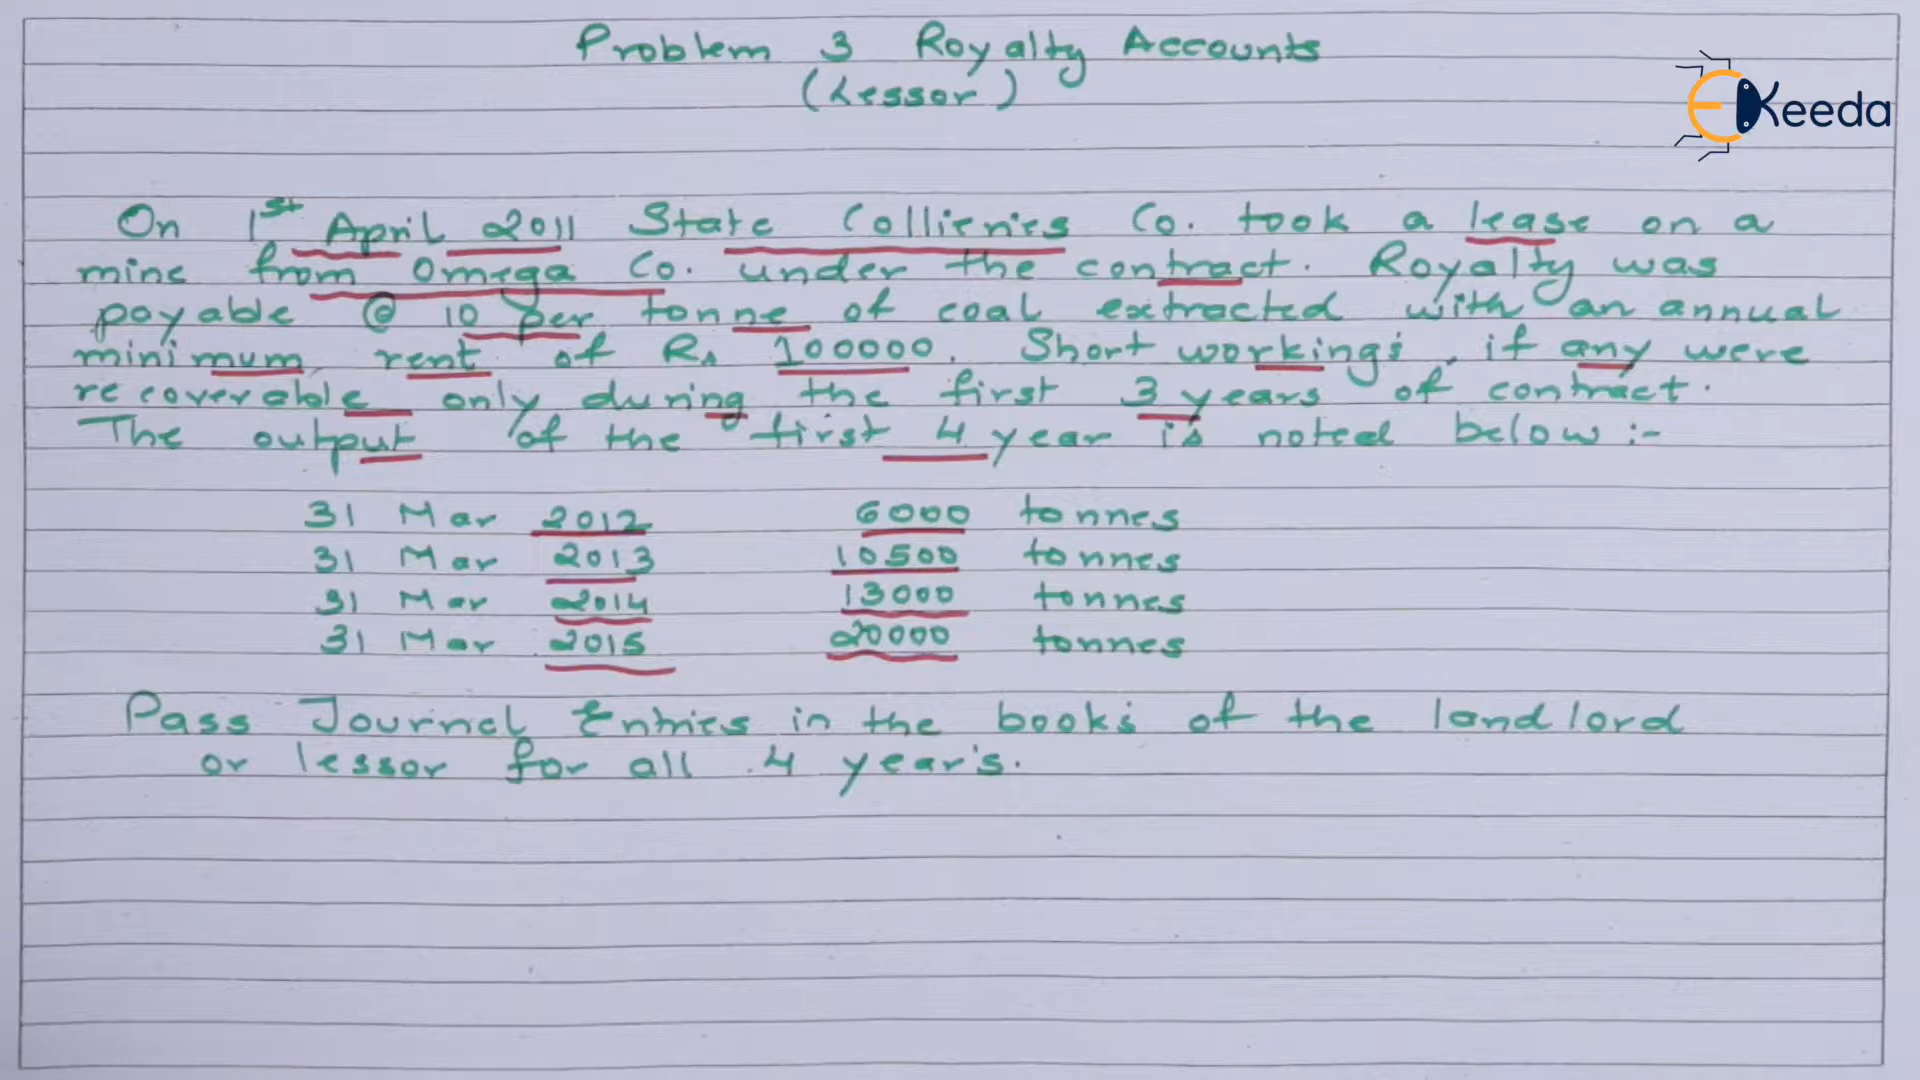 Problem 3 Royalty Accounts
(Lessor)
EKeeda
On 1st April 2011 State Collieries Co. took a lease on a
mine from Omega Co. under the contract. Royalty was
payable @ 10 per tonne of coal extracted with an annual
minimum rent of Rs 100000. Short workings, if any were
recoverable only during the first 3 years of contract.
The output of the first 4 year is noted below :-
31 Mar 2012 6000 tonnes
31 Mar 2013 10500 tonnes
31 Mar 2014 13000 tonnes
31 Mar 2015 20000 tonnes
Pass Journel Entries in the books of the landlord
or lessor for all 4 year's.